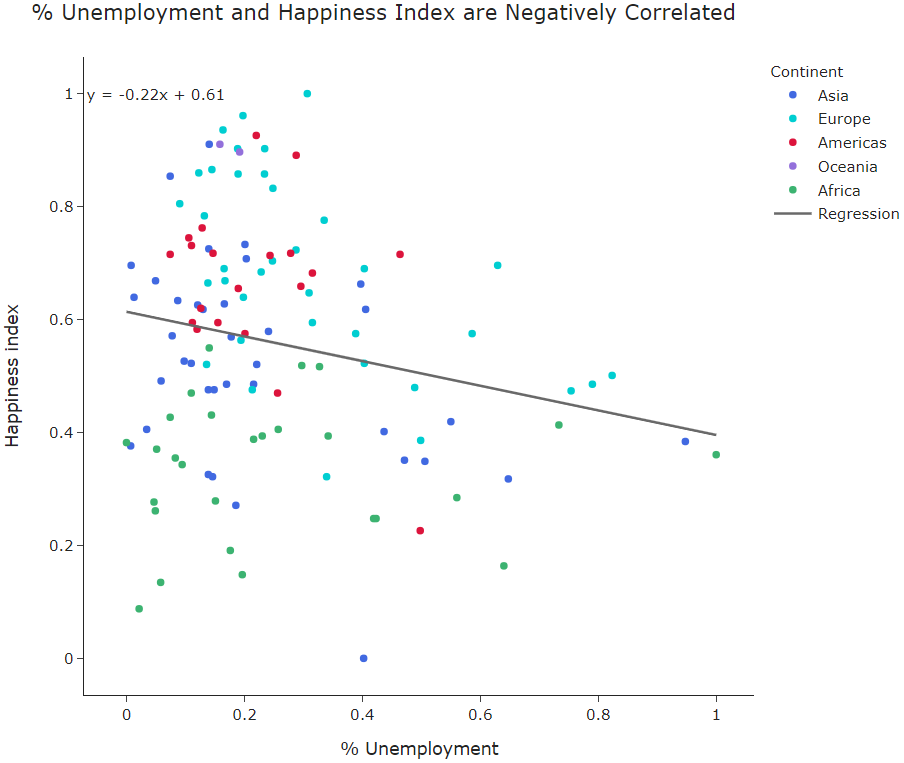 % Unemployment and Happiness Index are Negatively Correlated
y = -0.22x + 0.61
Continent
Asia
Europe
Americas
Oceania
Africa
Regression
Happiness index
1
0.8
0.6
0.4
0.2
0
0
0.2
0.4
0.6
0.8
1
% Unemployment